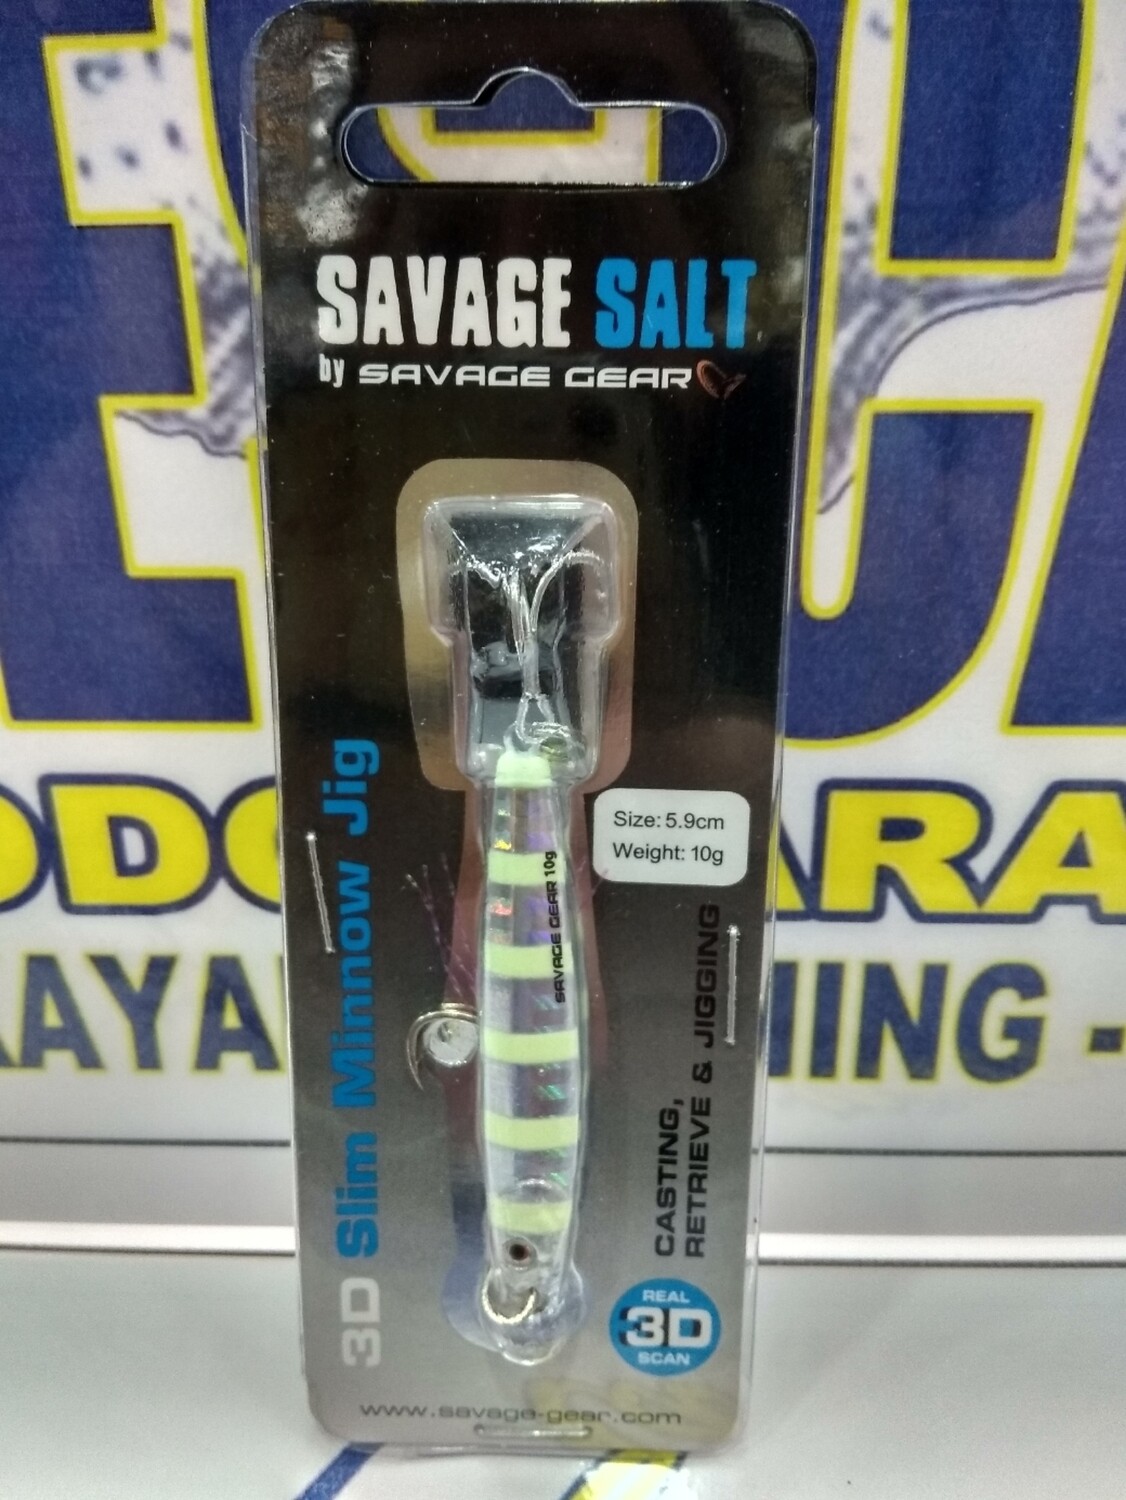 SAVAGE SALT
by SAVAGE GEAR
Size: 5.9cm
Weight: 10g
SAVAGE GEAR 10g
3D Slim Minnow Jig
CASTING,
RETRIEVE & JIGGING
REAL
3D
SCAN
www.savage-gear.com